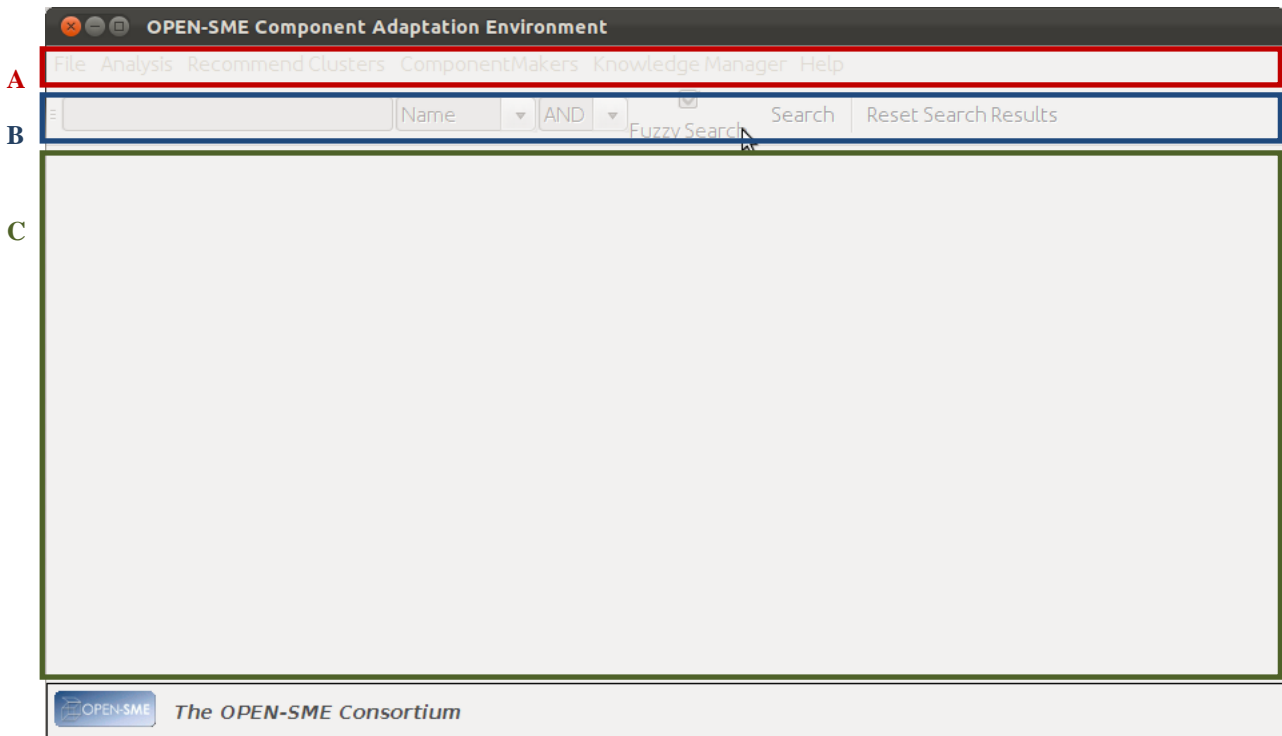 OPEN-SME Component Adaptation Environment
A
File Analysis Recommend Clusters ComponentMakers Knowledge Manager Help
B
Name AND Fuzzy Search Search Reset Search Results
C
OPEN-SME The OPEN-SME Consortium